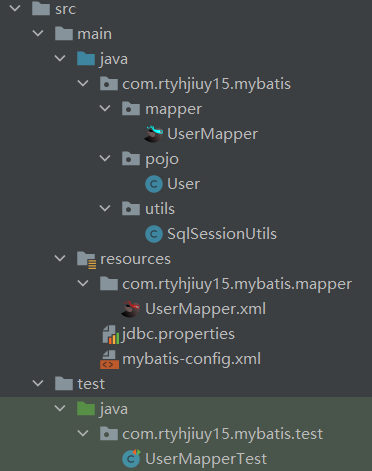 src
main
java
com.rtyhjiuy15.mybatis
mapper
UserMapper
pojo
User
utils
SqlSessionUtils
resources
com.rtyhjiuy15.mybatis.mapper
UserMapper.xml
jdbc.properties
mybatis-config.xml
test
java
com.rtyhjiuy15.mybatis.test
UserMapperTest